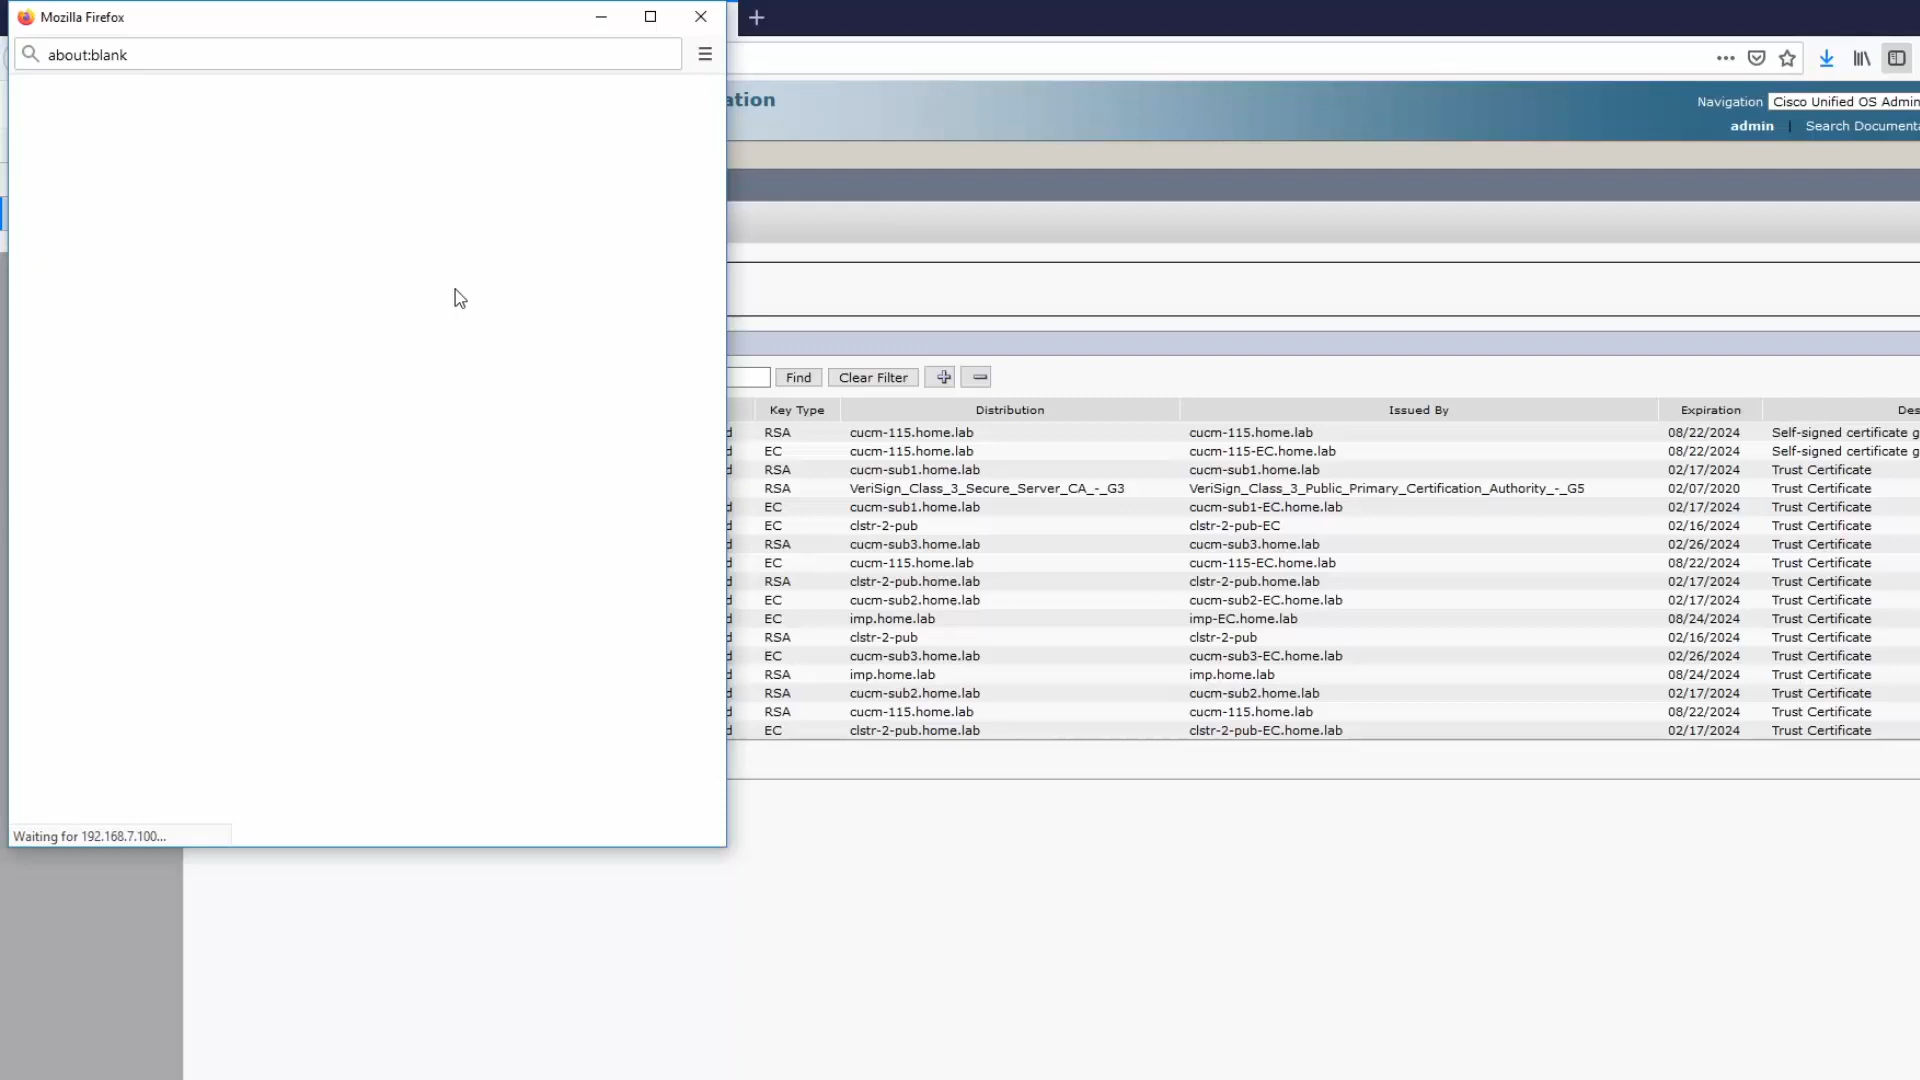 Mozilla Firefox
about:blank
ation
Navigation Cisco Unified OS Admin
admin | Search Documenta
Find Clear Filter
Key Type Distribution Issued By Expiration Des
d RSA cucm-115.home.lab cucm-115.home.lab 08/22/2024 Self-signed certificate g
d EC cucm-115.home.lab cucm-115-EC.home.lab 08/22/2024 Self-signed certificate g
d RSA cucm-sub1.home.lab cucm-sub1.home.lab 02/17/2024 Trust Certificate
RSA VeriSign_Class_3_Secure_Server_CA_-_G3 VeriSign_Class_3_Public_Primary_Certification_Authority_-_G5 02/07/2020 Trust Certificate
d EC cucm-sub1.home.lab cucm-sub1-EC.home.lab 02/17/2024 Trust Certificate
d EC clstr-2-pub clstr-2-pub-EC 02/16/2024 Trust Certificate
d RSA cucm-sub3.home.lab cucm-sub3.home.lab 02/26/2024 Trust Certificate
d EC cucm-115.home.lab cucm-115-EC.home.lab 08/22/2024 Trust Certificate
d RSA clstr-2-pub.home.lab clstr-2-pub.home.lab 02/17/2024 Trust Certificate
d EC cucm-sub2.home.lab cucm-sub2-EC.home.lab 02/17/2024 Trust Certificate
d EC imp.home.lab imp-EC.home.lab 08/24/2024 Trust Certificate
d RSA clstr-2-pub clstr-2-pub 02/16/2024 Trust Certificate
d EC cucm-sub3.home.lab cucm-sub3-EC.home.lab 02/26/2024 Trust Certificate
d RSA imp.home.lab imp.home.lab 08/24/2024 Trust Certificate
d RSA cucm-sub2.home.lab cucm-sub2.home.lab 02/17/2024 Trust Certificate
d RSA cucm-115.home.lab cucm-115.home.lab 08/22/2024 Trust Certificate
d EC clstr-2-pub.home.lab clstr-2-pub-EC.home.lab 02/17/2024 Trust Certificate
Waiting for 192.168.7.100...